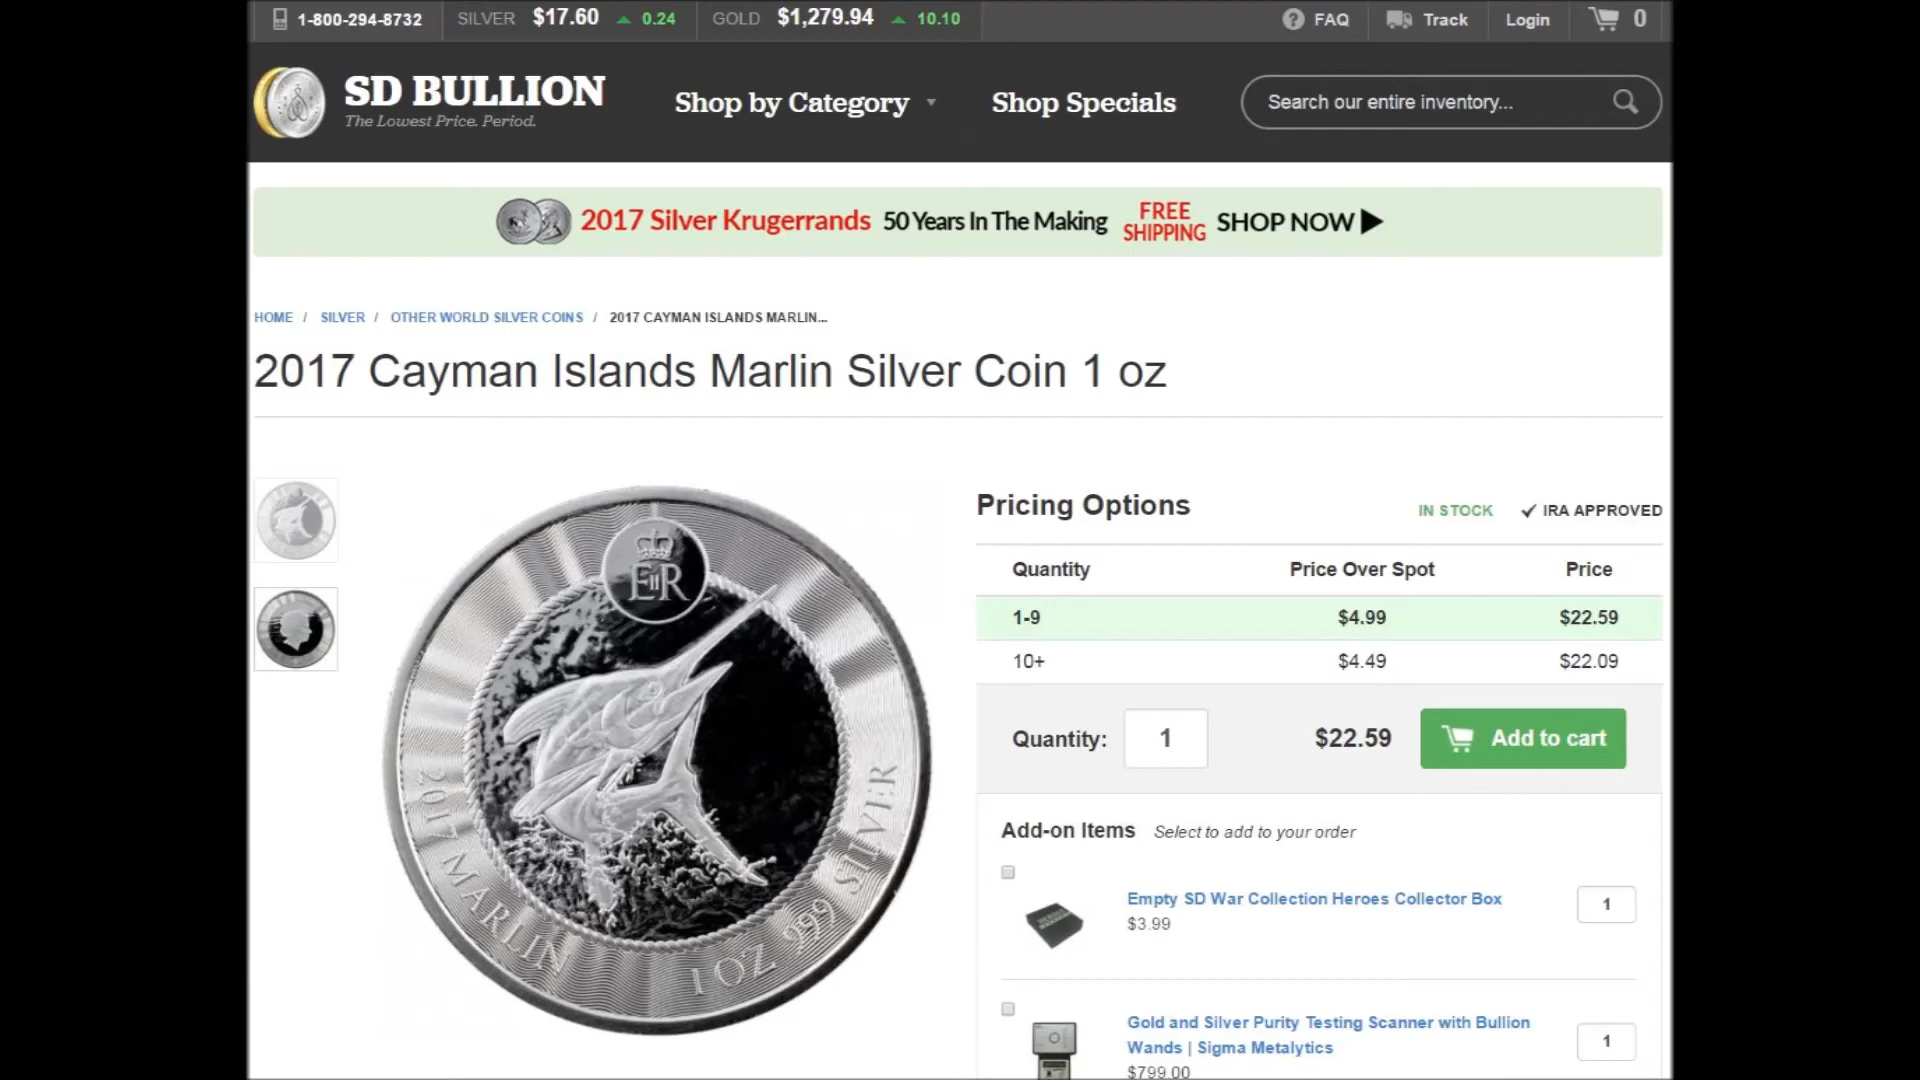 1-800-294-8732 SILVER $17.60 0.24 GOLD $1,279.94 10.10 FAQ Track Login 0
SD BULLION
The Lowest Price. Period.
Shop by Category
Shop Specials
Search our entire inventory...
2017 Silver Krugerrands 50 Years In The Making FREE SHIPPING SHOP NOW
HOME / SILVER / OTHER WORLD SILVER COINS / 2017 CAYMAN ISLANDS MARLIN...
2017 Cayman Islands Marlin Silver Coin 1 oz
EIIR
2017 MARLIN 1 OZ 999 SILVER
Pricing Options IN STOCK IRA APPROVED
Quantity Price Over Spot Price
1-9 $4.99 $22.59
10+ $4.49 $22.09
Quantity: 1 $22.59 Add to cart
Add-on Items Select to add to your order
Empty SD War Collection Heroes Collector Box 1
$3.99
Gold and Silver Purity Testing Scanner with Bullion
Wands | Sigma Metalytics 1
$799.00